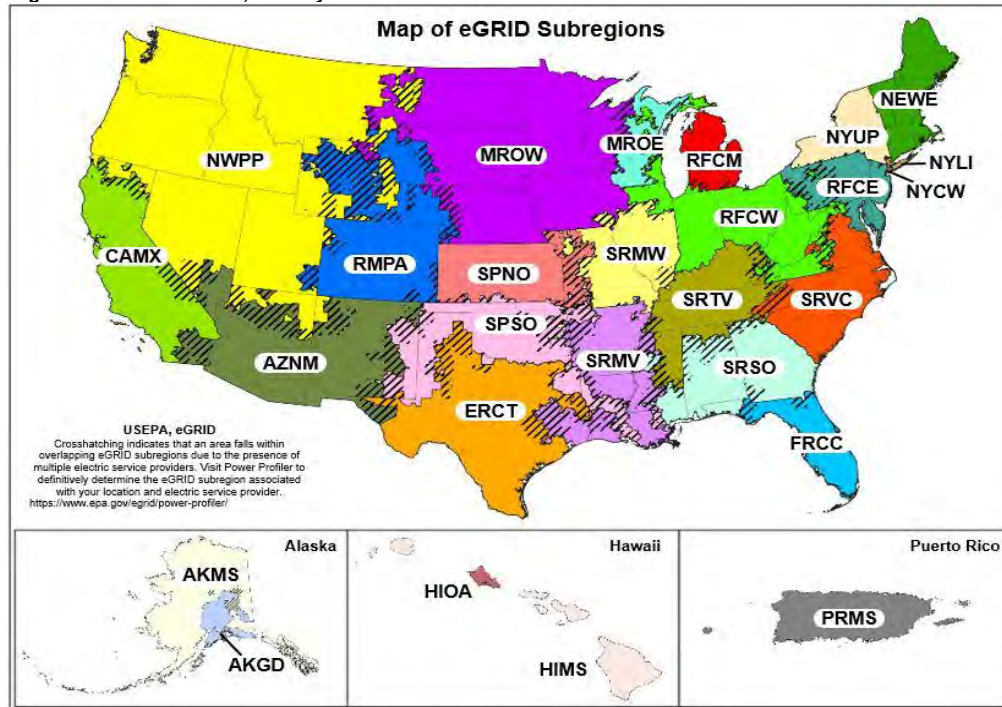 Map of eGRID Subregions
NEWE
NYUP
NWPP
MROW
MROE
RFCM
NYLI
RFCE
NYCW
RFCW
CAMX
RMPA
SPNO
SRMW
SRTV
SRVC
SPSO
AZNM
SRMV
SRSO
ERCT
FRCC
USEPA, eGRID
Crosshatching indicates that an area falls within
overlapping eGRID subregions due to the presence of
multiple electric service providers. Visit Power Profiler to
definitively determine the eGRID subregion associated
with your location and electric service provider.
https://www.epa.gov/egrid/power-profiler/
Alaska
AKMS
AKGD
Hawaii
HIOA
HIMS
Puerto Rico
PRMS